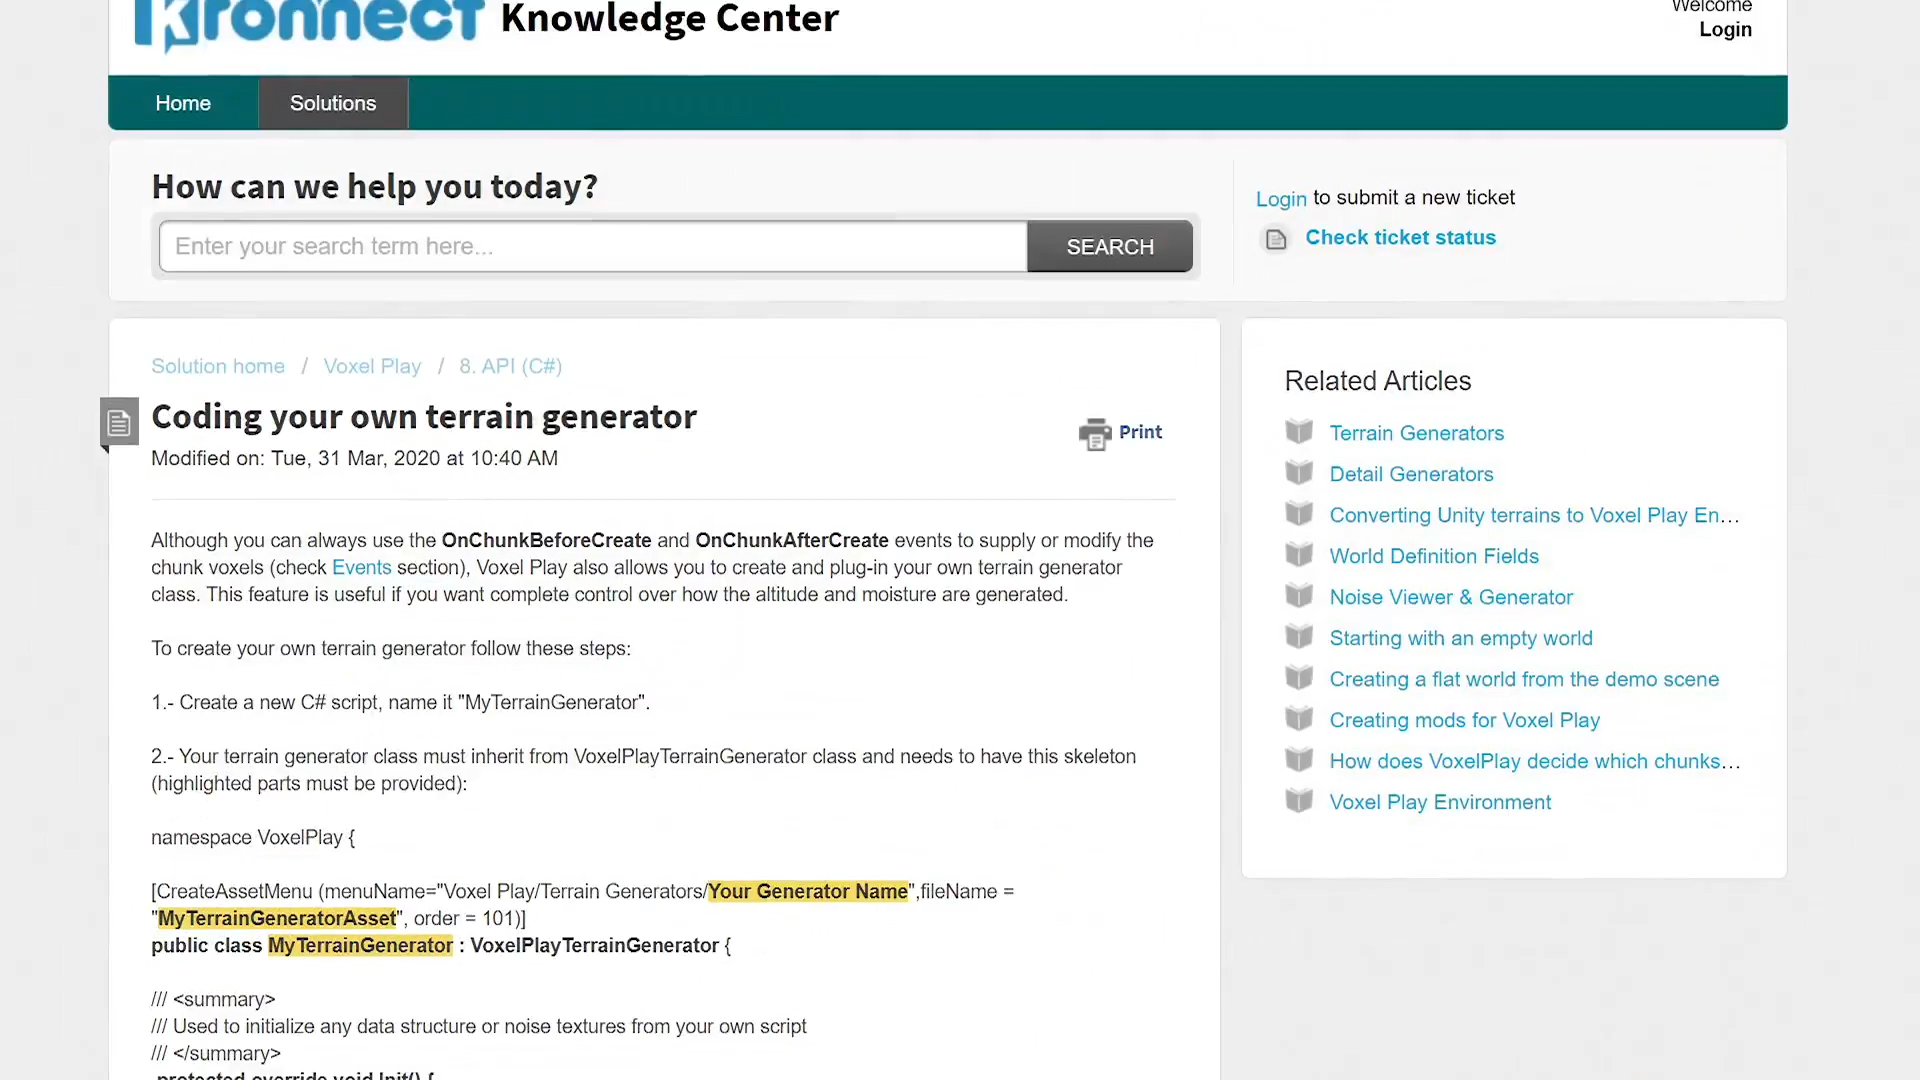 Kronnect Knowledge Center
Welcome
Login
Home
Solutions
How can we help you today?
Enter your search term here...
SEARCH
Login to submit a new ticket
Check ticket status
Solution home / Voxel Play / 8. API (C#)
Coding your own terrain generator
Print
Modified on: Tue, 31 Mar, 2020 at 10:40 AM
Although you can always use the OnChunkBeforeCreate and OnChunkAfterCreate events to supply or modify the
chunk voxels (check Events section), Voxel Play also allows you to create and plug-in your own terrain generator
class. This feature is useful if you want complete control over how the altitude and moisture are generated.
To create your own terrain generator follow these steps:
1.- Create a new C# script, name it "MyTerrainGenerator".
2.- Your terrain generator class must inherit from VoxelPlayTerrainGenerator class and needs to have this skeleton
(highlighted parts must be provided):
namespace VoxelPlay {
[CreateAssetMenu (menuName="Voxel Play/Terrain Generators/Your Generator Name",fileName =
"MyTerrainGeneratorAsset", order = 101)]
public class MyTerrainGenerator : VoxelPlayTerrainGenerator {
/// <summary>
/// Used to initialize any data structure or noise textures from your own script
/// </summary>
protected override void Init() {
Related Articles
Terrain Generators
Detail Generators
Converting Unity terrains to Voxel Play En...
World Definition Fields
Noise Viewer & Generator
Starting with an empty world
Creating a flat world from the demo scene
Creating mods for Voxel Play
How does VoxelPlay decide which chunks...
Voxel Play Environment